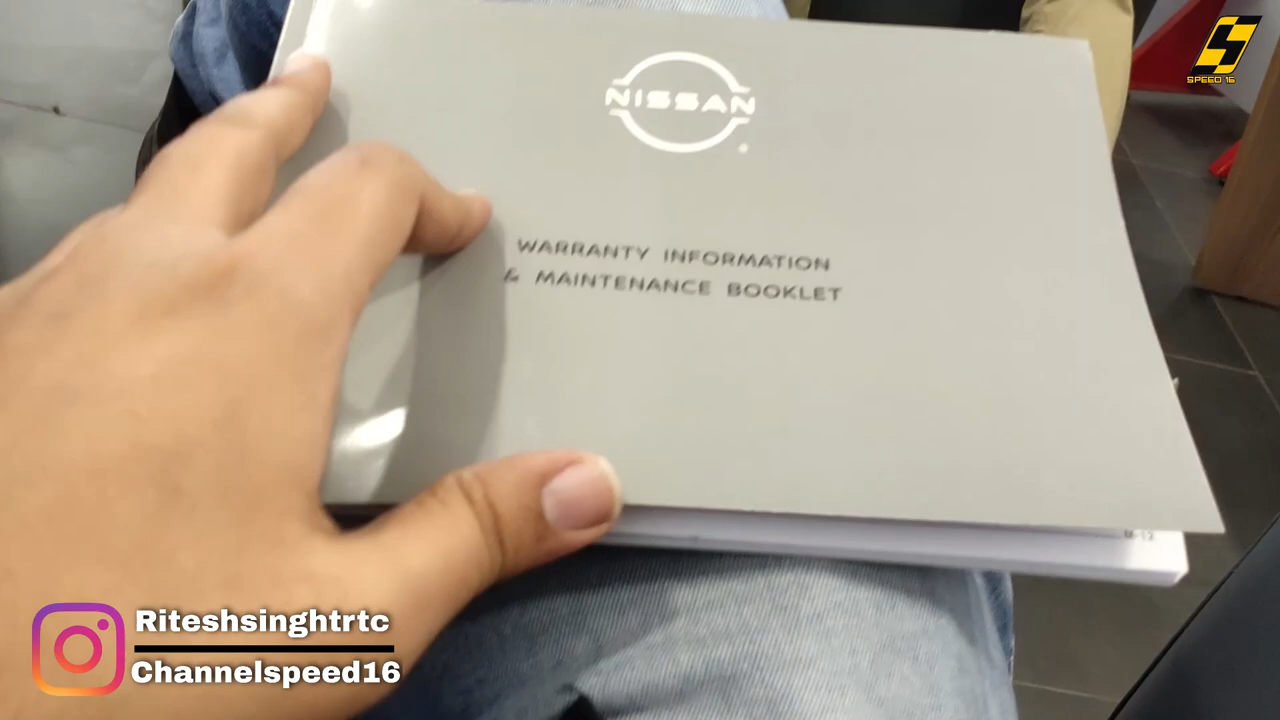 SPEED 16
NISSAN
WARRANTY INFORMATION
& MAINTENANCE BOOKLET
Riteshsinghtrtc
Channelspeed16